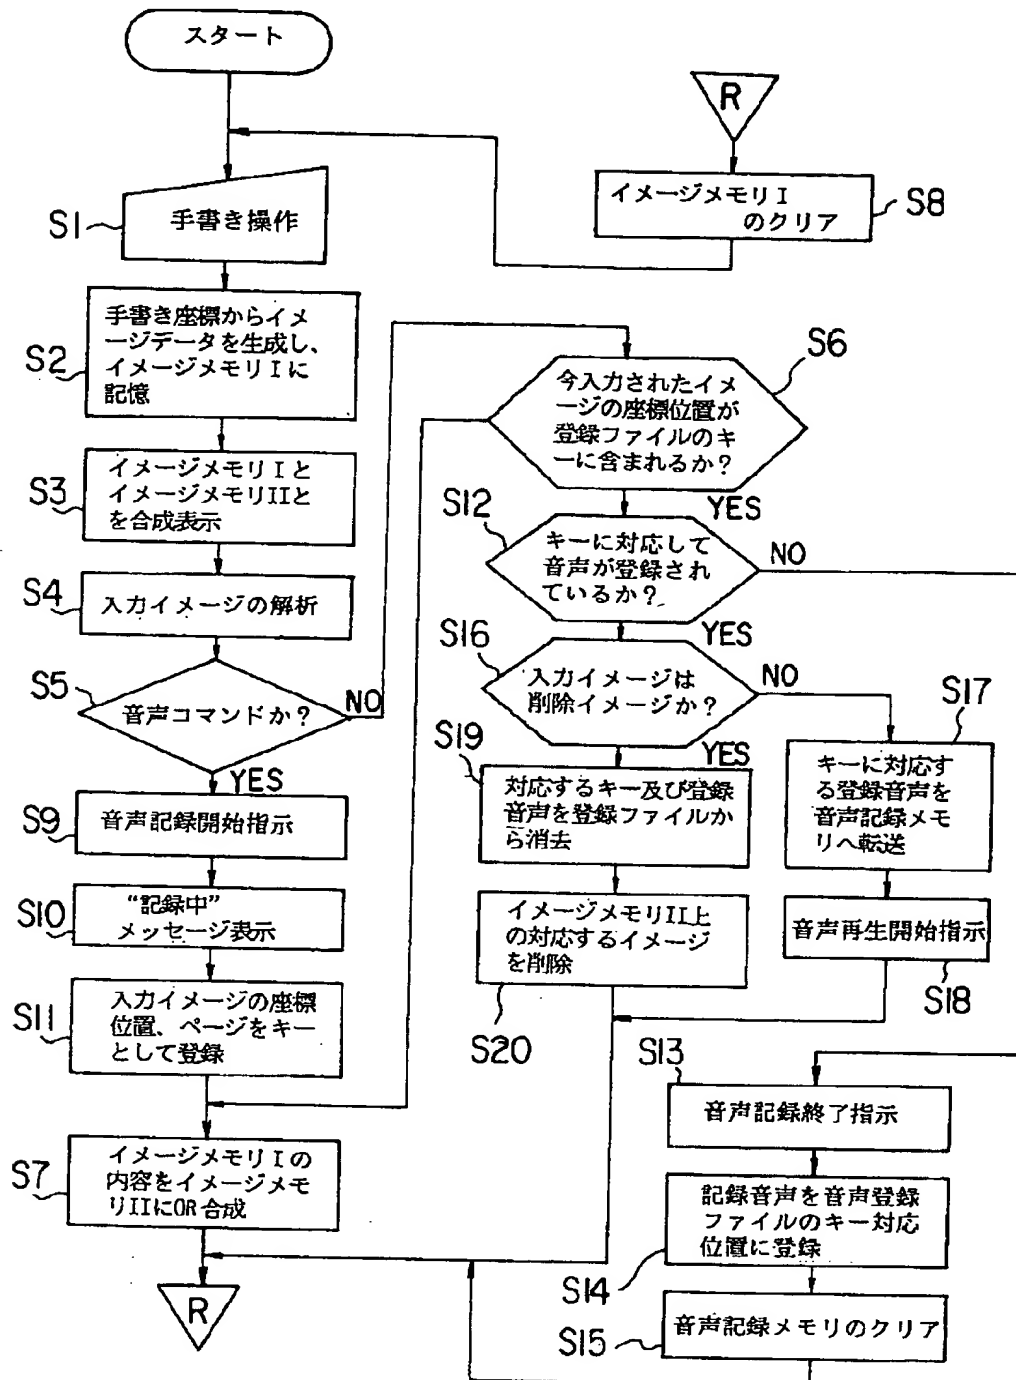 スタート
R
イメージメモリI
のクリア
S8
S1
手書き操作
S2
手書き座標からイメ
ージデータを生成し、
イメージメモリIに
記憶
S3
イメージメモリIと
イメージメモリIIと
を合成表示
S4
入力イメージの解析
S5
音声コマンドか?
NO
YES
S9
音声記録開始指示
S10
“記録中”
メッセージ表示
S11
入力イメージの座標
位置、ページをキー
として登録
S7
イメージメモリIの
内容をイメージメモ
リIIにOR合成
R
S6
今入力されたイメ
ージの座標位置が
登録ファイルのキ
ーに含まれるか?
YES
S12
キーに対応して
音声が登録され
ているか?
NO
YES
S16
入力イメージは
削除イメージか?
NO
YES
S19
対応するキー及び登録
音声を登録ファイルか
ら消去
S20
イメージメモリII上
の対応するイメージ
を削除
S17
キーに対応す
る登録音声を
音声記録メモ
リへ転送
音声再生開始指示
S18
S13
音声記録終了指示
S14
記録音声を音声登録
ファイルのキー対応
位置に登録
S15
音声記録メモリのクリア